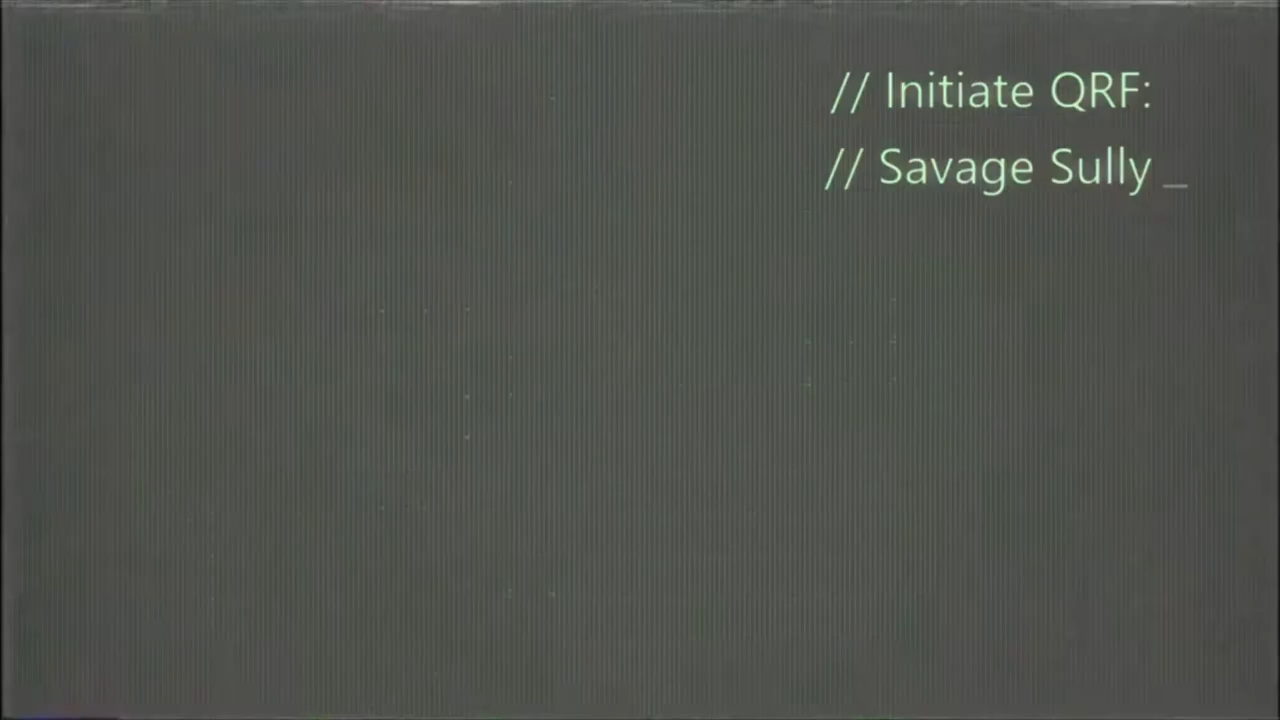 // Initiate QRF:
// Savage Sully _